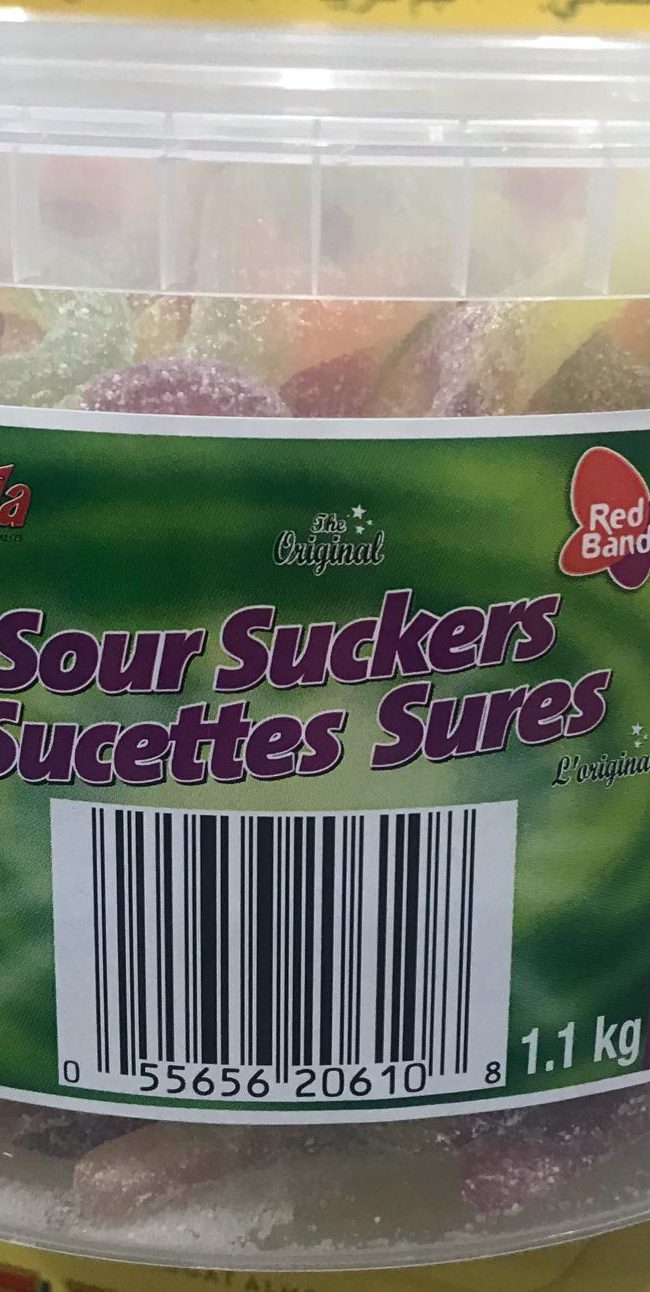 The
Original
Red
Band
Sour Suckers
Sucettes Sures
L'origina
0 55656 20610 8
1.1 kg